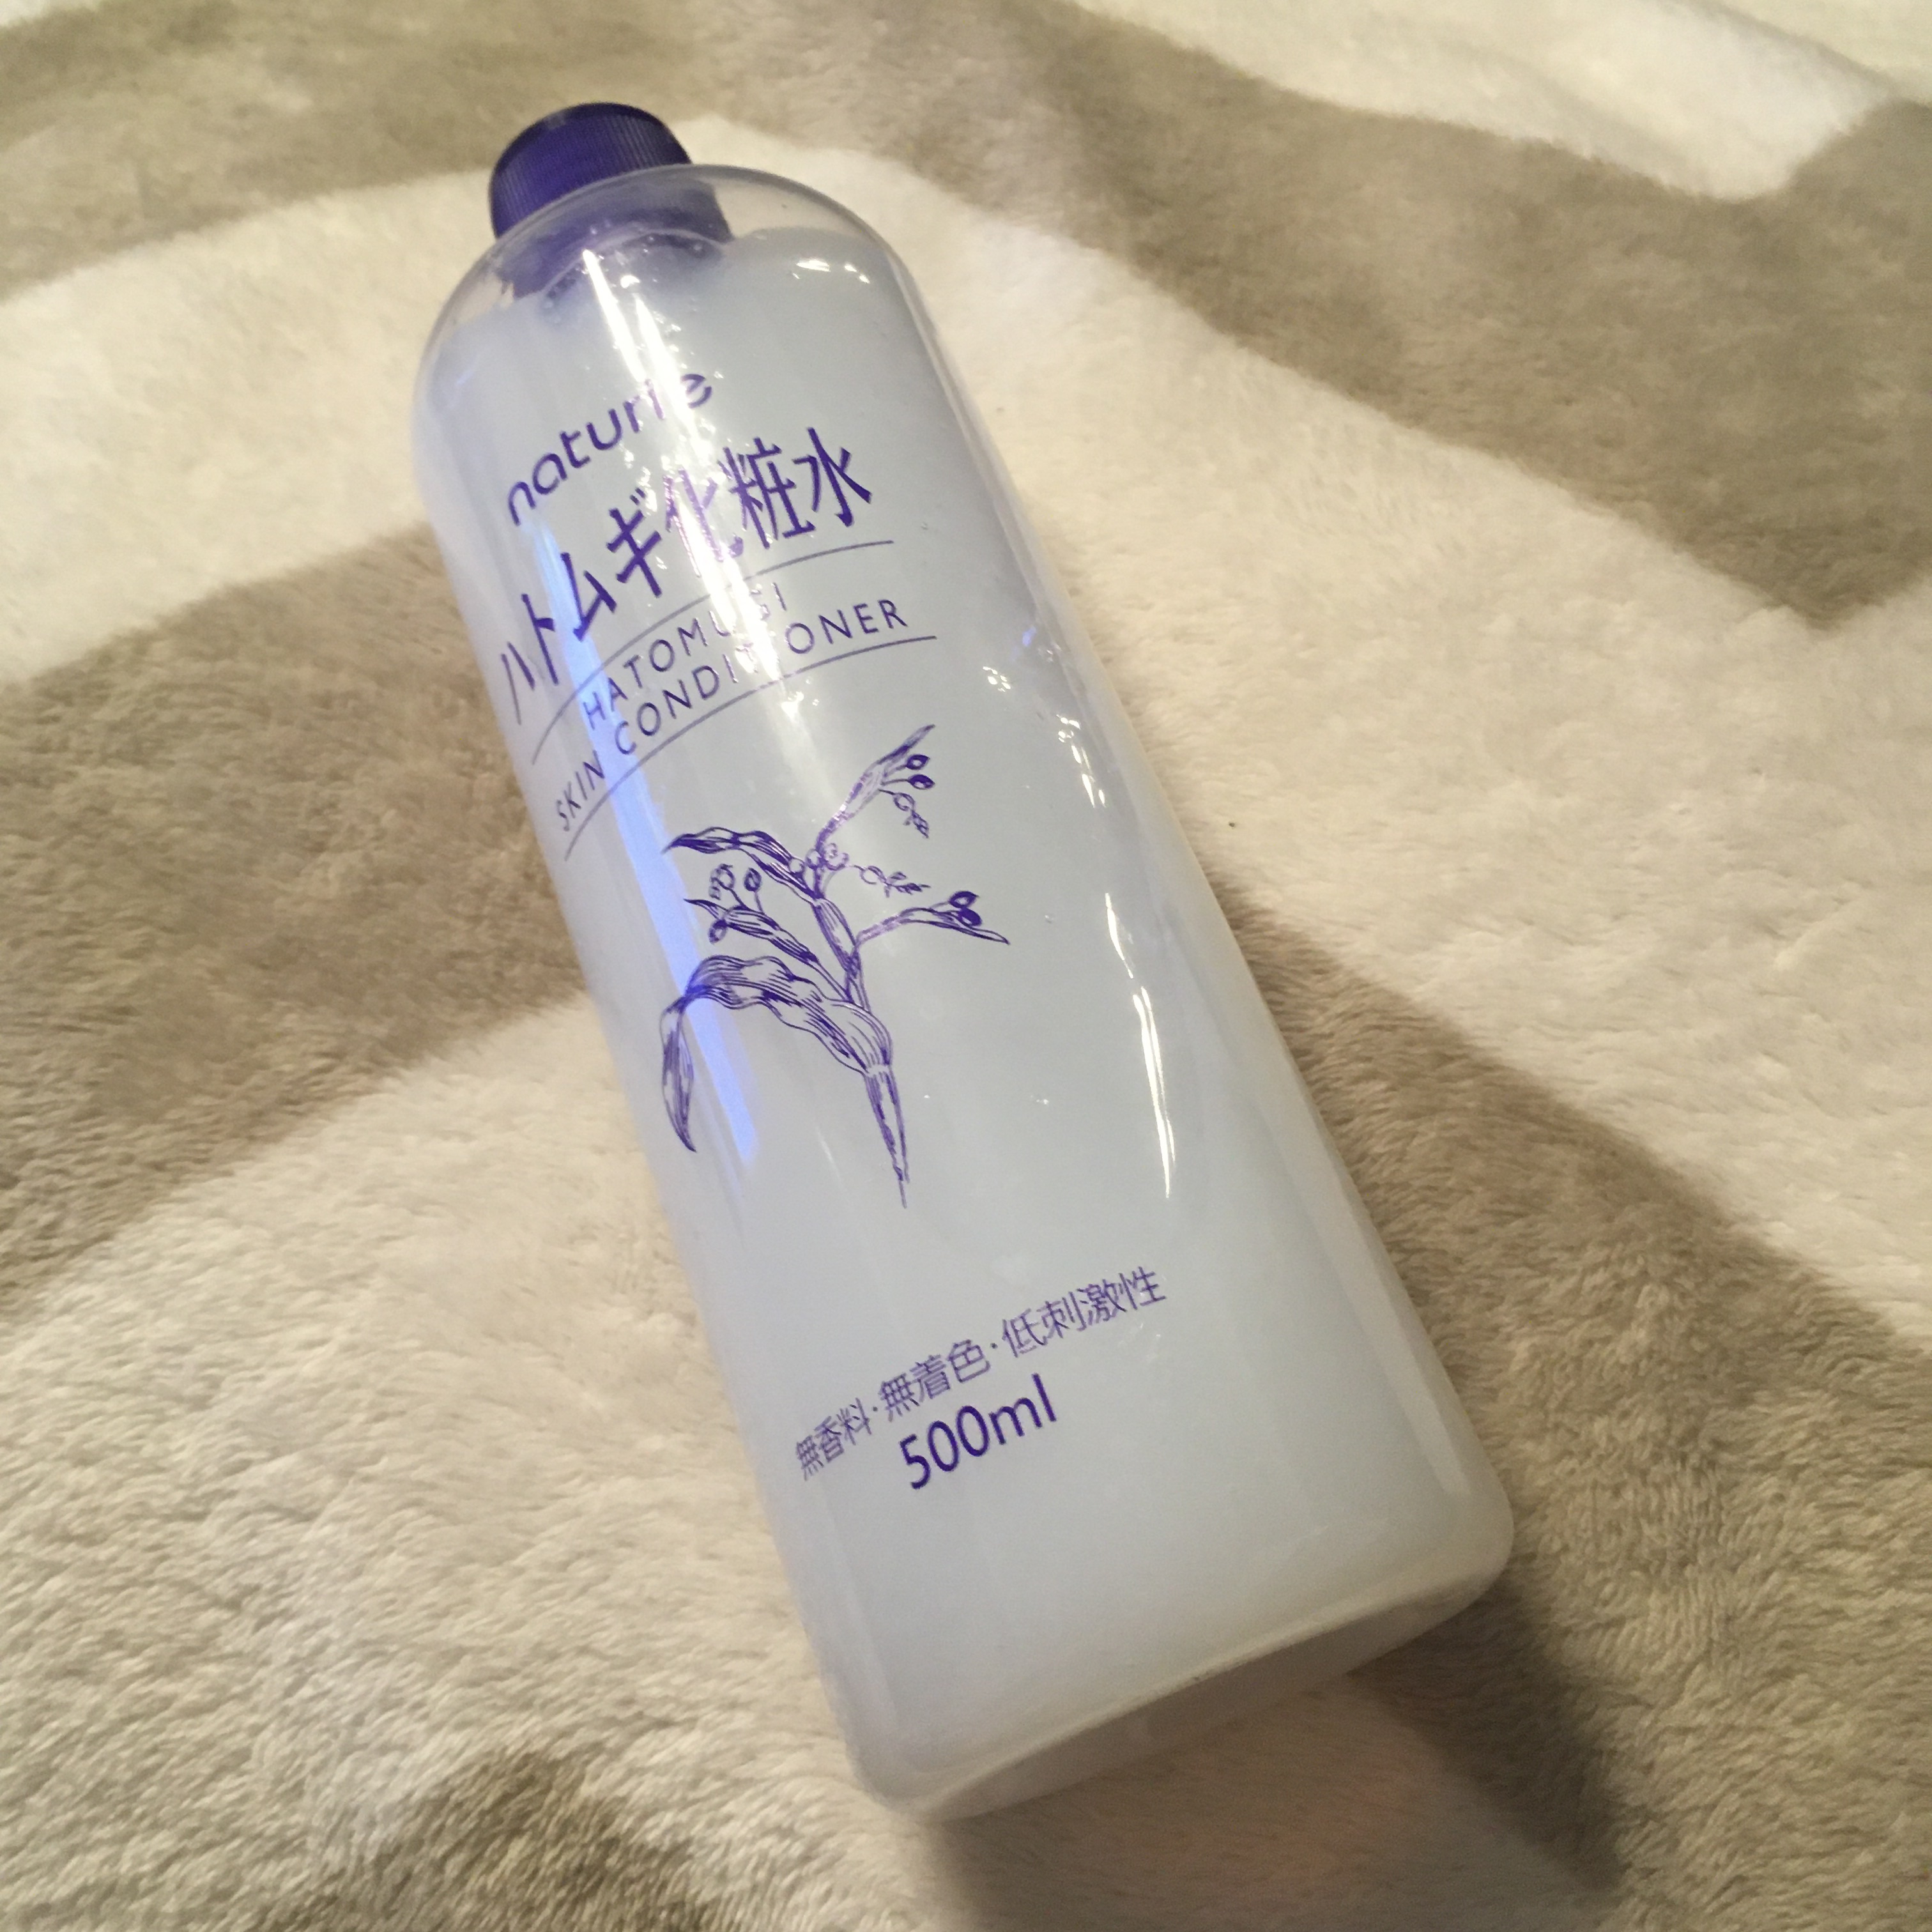 naturie
ハトムギ化粧水
HATOMUGI
SKIN CONDITIONER
無香料·無着色·低刺激性
500ml